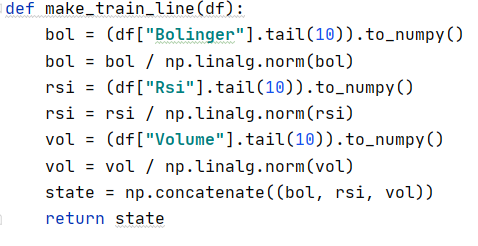 def make_train_line(df):
    bol = (df["Bolinger"].tail(10)).to_numpy()
    bol = bol / np.linalg.norm(bol)
    rsi = (df["Rsi"].tail(10)).to_numpy()
    rsi = rsi / np.linalg.norm(rsi)
    vol = (df["Volume"].tail(10)).to_numpy()
    vol = vol / np.linalg.norm(vol)
    state = np.concatenate((bol, rsi, vol))
    return state